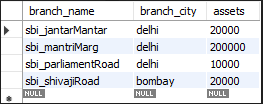 branch_name branch_city assets
sbi_jantarMantar delhi 20000
sbi_mantriMarg delhi 200000
sbi_parliamentRoad delhi 10000
sbi_shivajiRoad bombay 20000
NULL NULL NULL